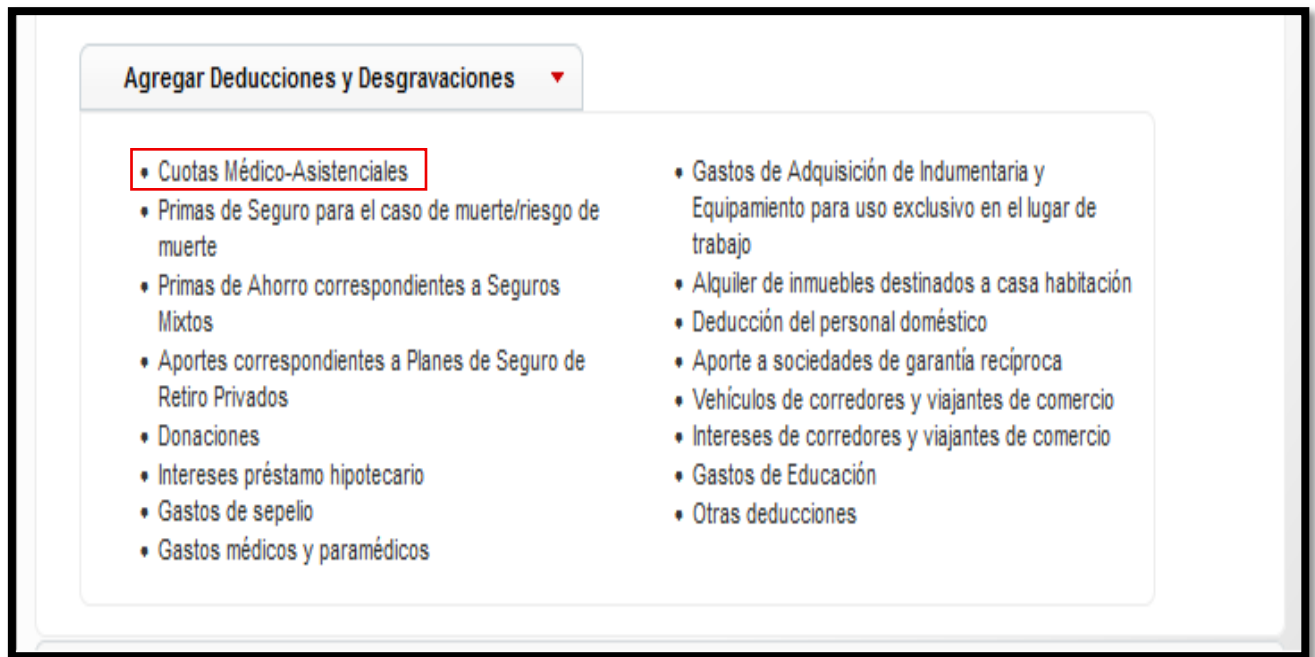 Agregar Deducciones y Desgravaciones
• Cuotas Médico-Asistenciales
• Primas de Seguro para el caso de muerte/riesgo de
muerte
• Primas de Ahorro correspondientes a Seguros
Mixtos
• Aportes correspondientes a Planes de Seguro de
Retiro Privados
• Donaciones
• Intereses préstamo hipotecario
• Gastos de sepelio
• Gastos médicos y paramédicos
• Gastos de Adquisición de Indumentaria y
Equipamiento para uso exclusivo en el lugar de
trabajo
• Alquiler de inmuebles destinados a casa habitación
• Deducción del personal doméstico
• Aporte a sociedades de garantía recíproca
• Vehículos de corredores y viajantes de comercio
• Intereses de corredores y viajantes de comercio
• Gastos de Educación
• Otras deducciones